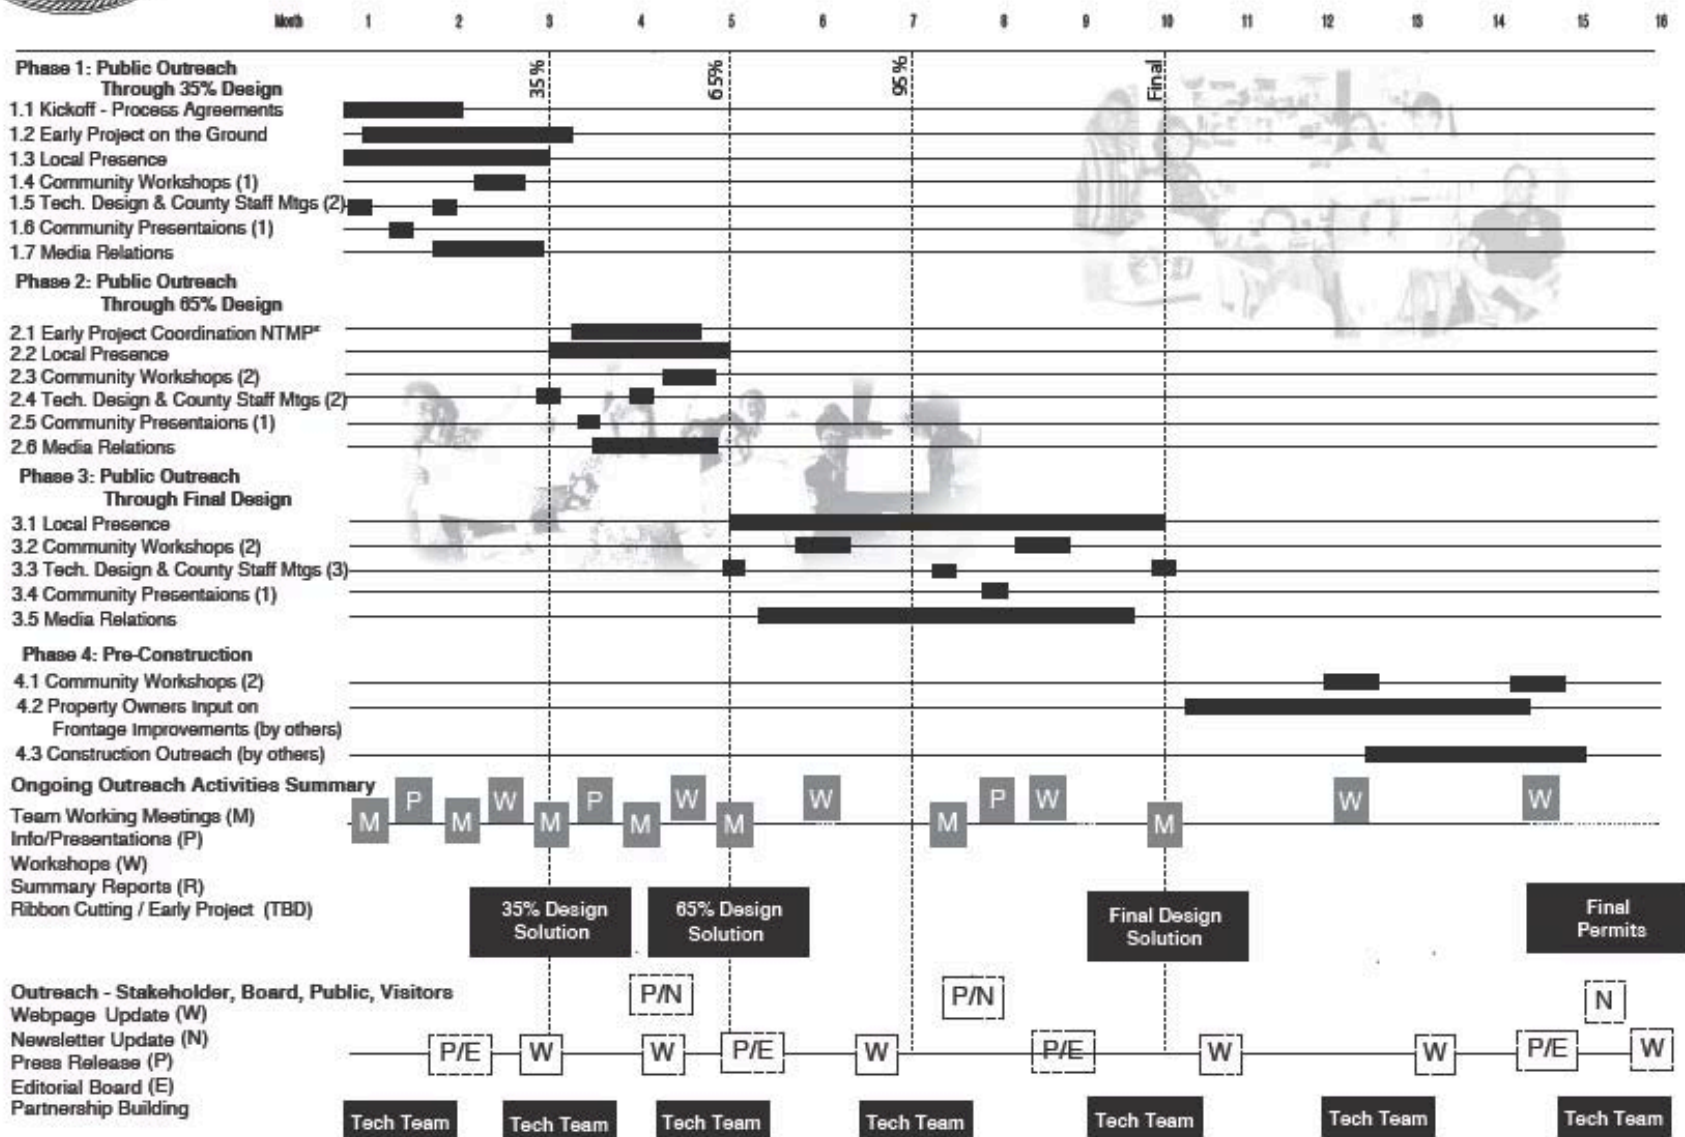 Month 1 2 3 4 5 6 7 8 9 10 11 12 13 14 15 16
35% 65% 95% Final
Phase 1: Public Outreach
Through 35% Design
1.1 Kickoff - Process Agreements
1.2 Early Project on the Ground
1.3 Local Presence
1.4 Community Workshops (1)
1.5 Tech. Design & County Staff Mtgs (2)
1.6 Community Presentaions (1)
1.7 Media Relations
Phase 2: Public Outreach
Through 65% Design
2.1 Early Project Coordination NTMP*
2.2 Local Presence
2.3 Community Workshops (2)
2.4 Tech. Design & County Staff Mtgs (2)
2.5 Community Presentaions (1)
2.6 Media Relations
Phase 3: Public Outreach
Through Final Design
3.1 Local Presence
3.2 Community Workshops (2)
3.3 Tech. Design & County Staff Mtgs (3)
3.4 Community Presentaions (1)
3.5 Media Relations
Phase 4: Pre-Construction
4.1 Community Workshops (2)
4.2 Property Owners input on
Frontage Improvements (by others)
4.3 Construction Outreach (by others)
Ongoing Outreach Activities Summary
P W P W W P W W W
Team Working Meetings (M)
M M M M M M M
Info/Presentations (P)
Workshops (W)
Summary Reports (R)
Ribbon Cutting / Early Project (TBD)
35% Design
Solution
65% Design
Solution
Final Design
Solution
Final
Permits
Outreach - Stakeholder, Board, Public, Visitors
P/N P/N N
Webpage Update (W)
Newsletter Update (N)
P/E W W P/E W P/E W W P/E W
Press Release (P)
Editorial Board (E)
Partnership Building
Tech Team Tech Team Tech Team Tech Team Tech Team Tech Team Tech Team